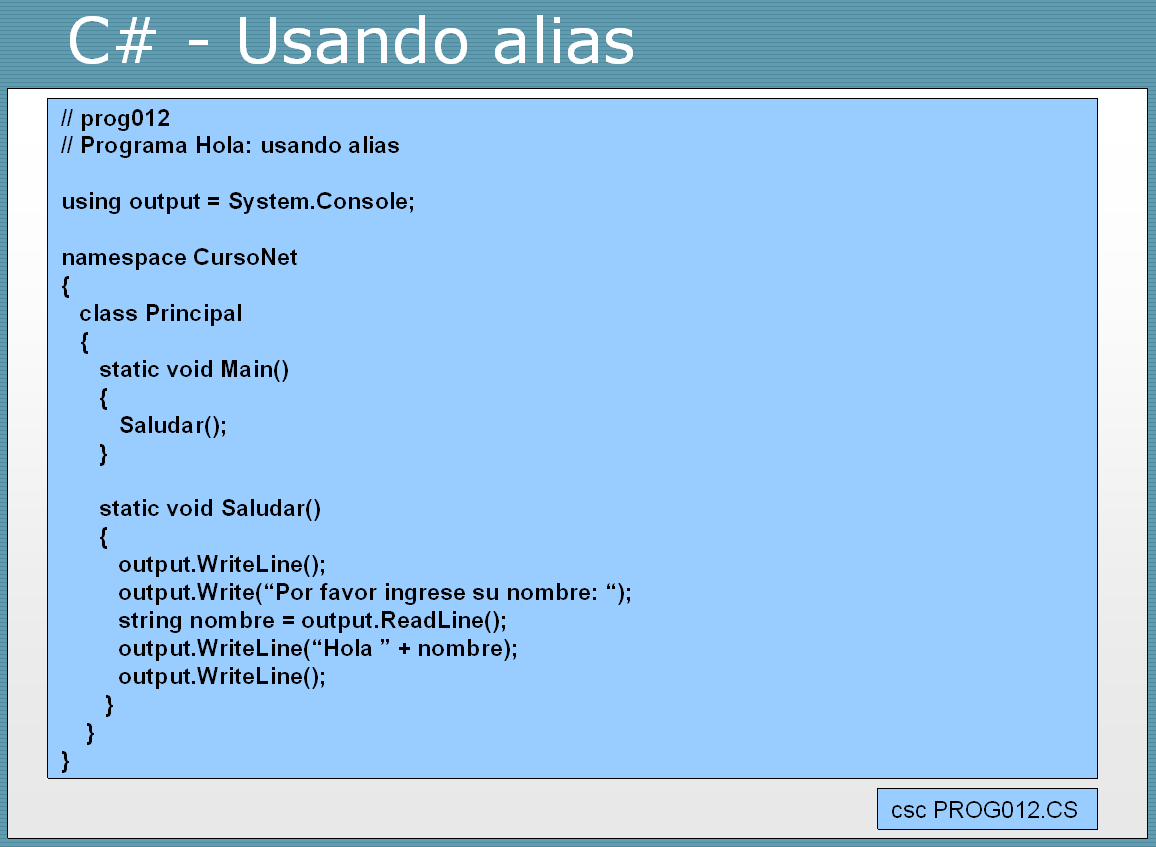 C# - Usando alias
// prog012
// Programa Hola: usando alias
using output = System.Console;
namespace CursoNet
{
class Principal
{
static void Main()
{
Saludar();
}
static void Saludar()
{
output.WriteLine();
output.Write(“Por favor ingrese su nombre: “);
string nombre = output.ReadLine();
output.WriteLine(“Hola ” + nombre);
output.WriteLine();
}
}
}
csc PROG012.CS